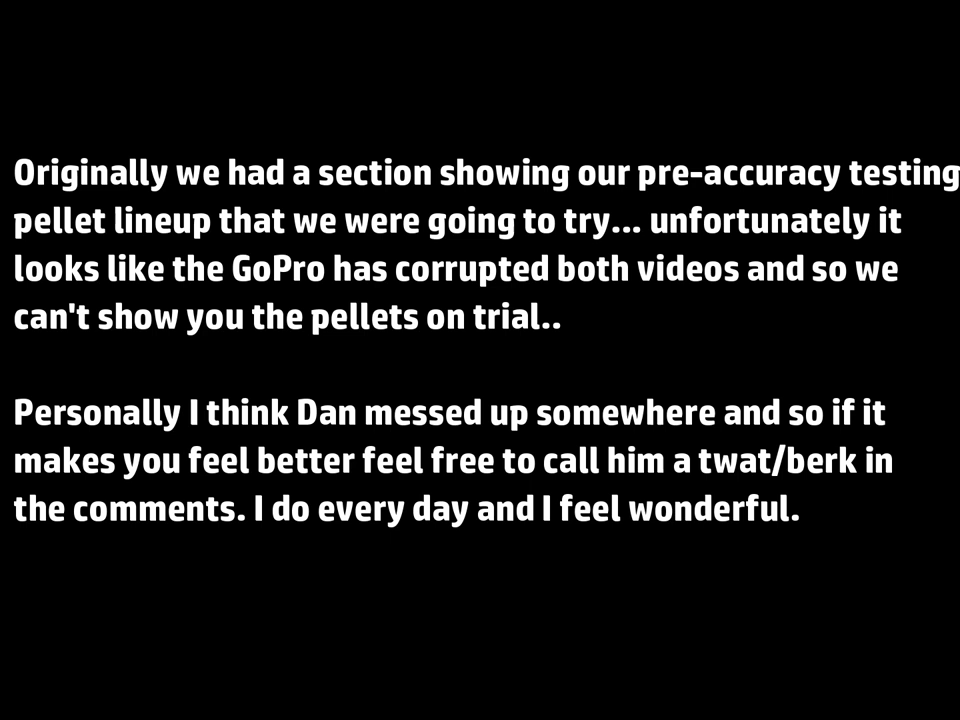 Originally we had a section showing our pre-accuracy testing
pellet lineup that we were going to try... unfortunately it
looks like the GoPro has corrupted both videos and so we
can't show you the pellets on trial..
Personally I think Dan messed up somewhere and so if it
makes you feel better feel free to call him a twat/berk in
the comments. I do every day and I feel wonderful.